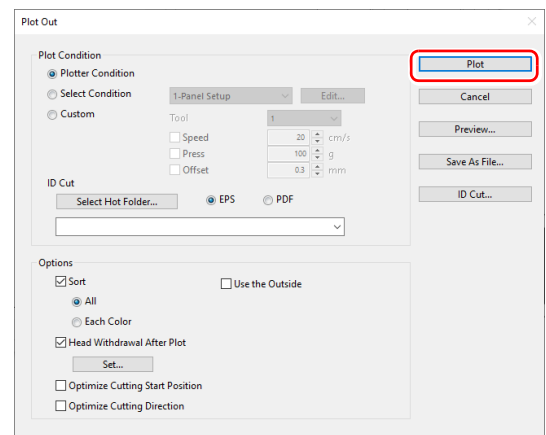 Plot Out
Plot Condition
Plotter Condition
Select Condition 1-Panel Setup Edit...
Custom Tool 1
Speed 20 cm/s
Press 100 g
Offset 0.3 mm
ID Cut
Select Hot Folder... EPS PDF
Plot
Cancel
Preview...
Save As File...
ID Cut...
Options
Sort Use the Outside
All
Each Color
Head Withdrawal After Plot
Set...
Optimize Cutting Start Position
Optimize Cutting Direction